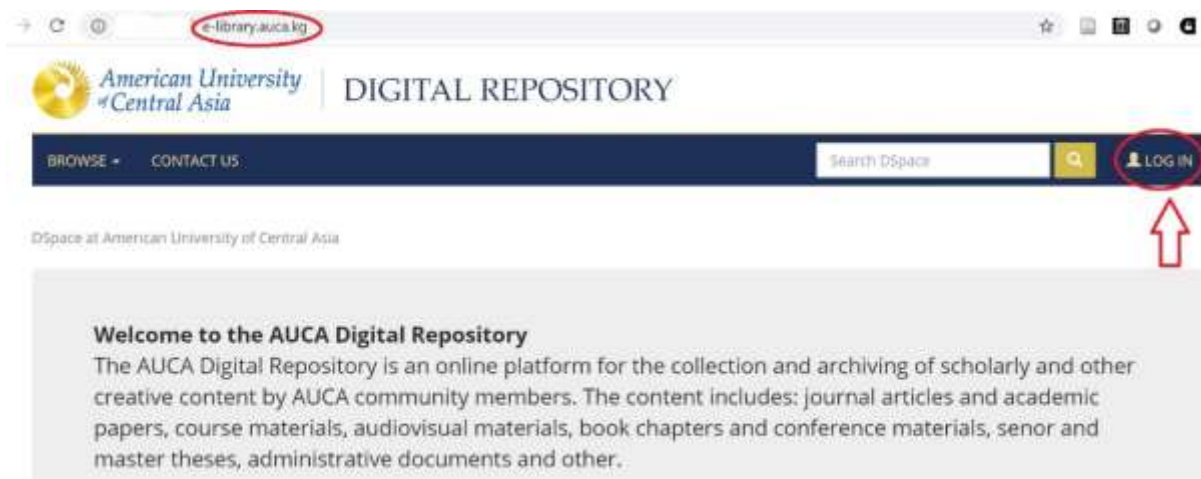 e-library.auca.kg
American University
of Central Asia
DIGITAL REPOSITORY
BROWSE
CONTACT US
Search DSpace
LOG IN
DSpace at American University of Central Asia
Welcome to the AUCA Digital Repository
The AUCA Digital Repository is an online platform for the collection and archiving of scholarly and other
creative content by AUCA community members. The content includes: journal articles and academic
papers, course materials, audiovisual materials, book chapters and conference materials, senor and
master theses, administrative documents and other.